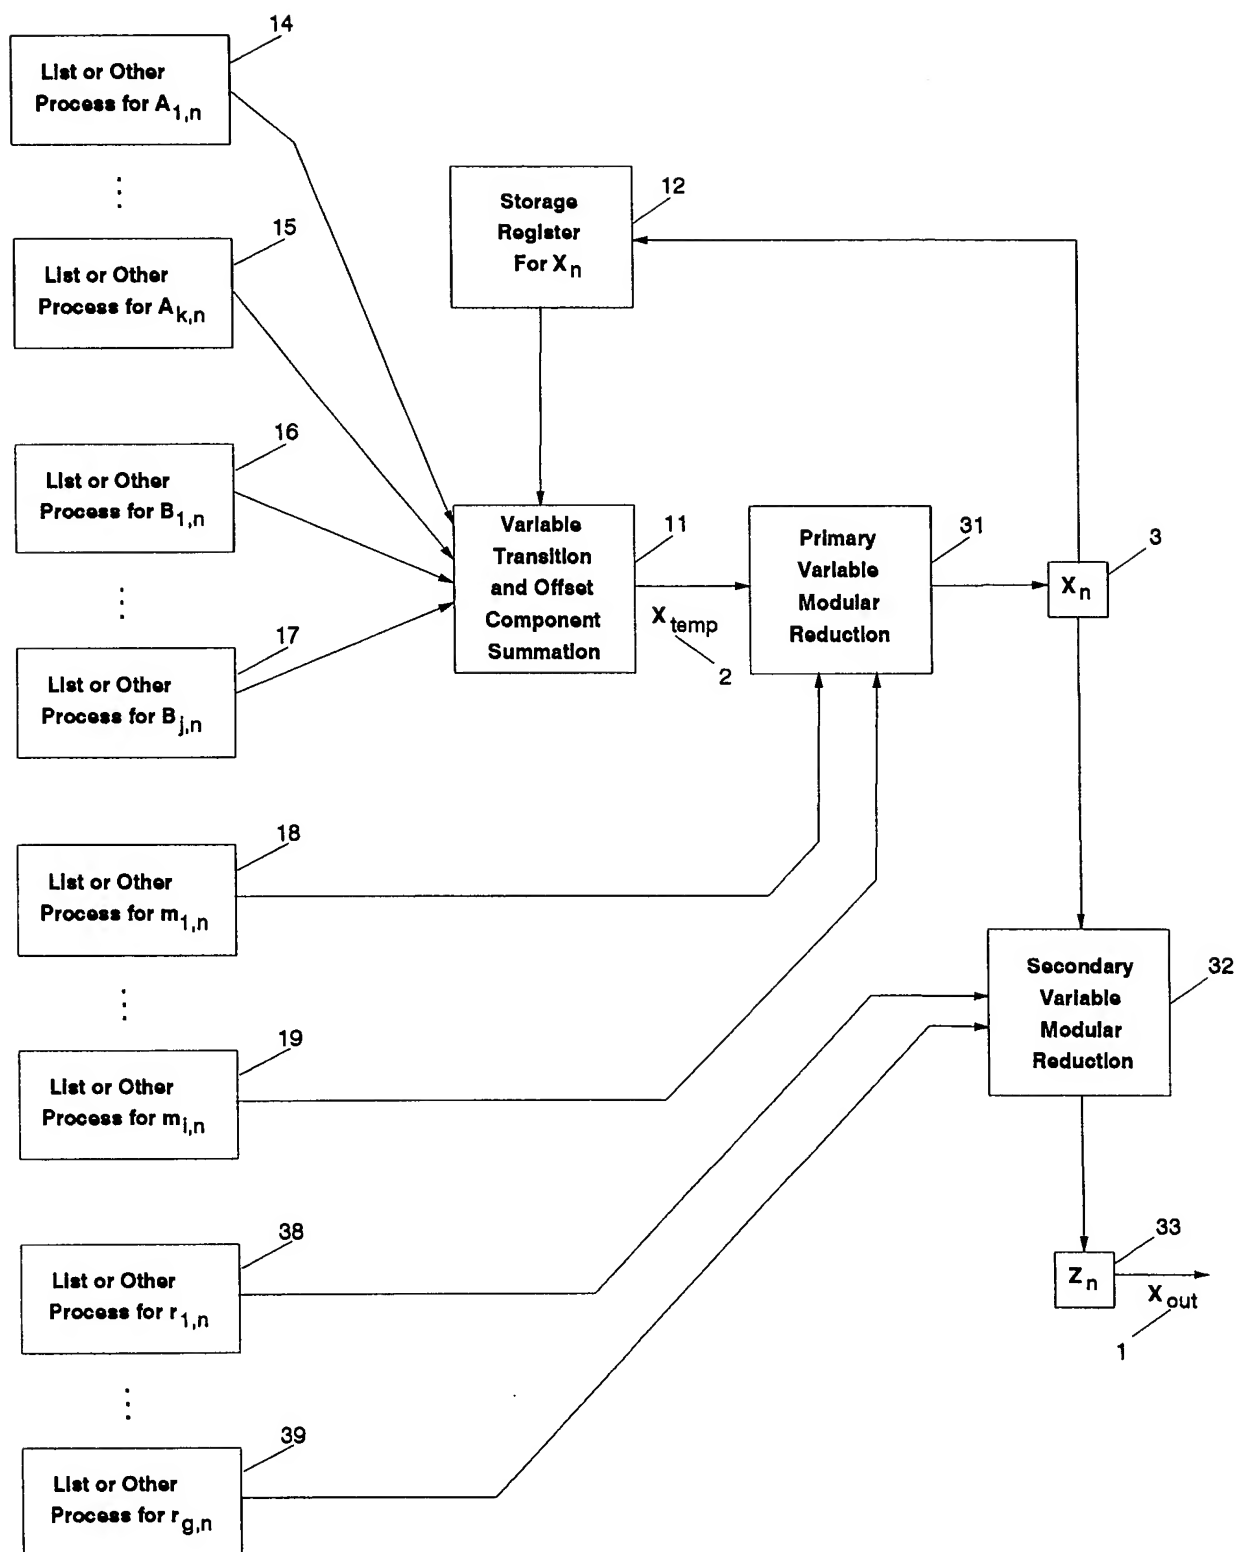 14
List or Other
Process for A1,n
15
List or Other
Process for Ak,n
12
Storage
Register
For Xn
16
List or Other
Process for B1,n
17
List or Other
Process for Bj,n
11
Variable
Transition
and Offset
Component
Summation
Xtemp
2
31
Primary
Variable
Modular
Reduction
3
Xn
18
List or Other
Process for m1,n
19
List or Other
Process for mi,n
32
Secondary
Variable
Modular
Reduction
38
List or Other
Process for r1,n
33
Zn
Xout
1
39
List or Other
Process for rg,n